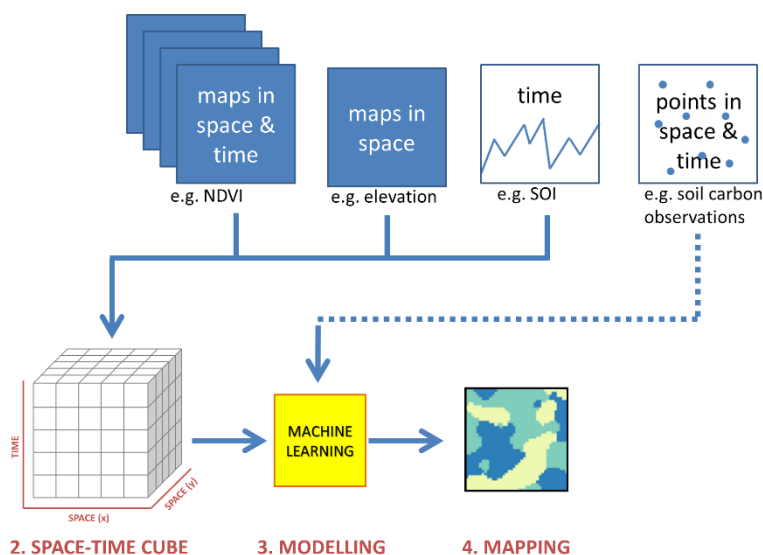 maps in
space &
time
e.g. NDVI
maps in
space
e.g. elevation
time
e.g. SOI
points in
space &
time
e.g. soil carbon
observations
TIME
SPACE (x)
SPACE (y)
MACHINE
LEARNING
2. SPACE-TIME CUBE
3. MODELLING
4. MAPPING